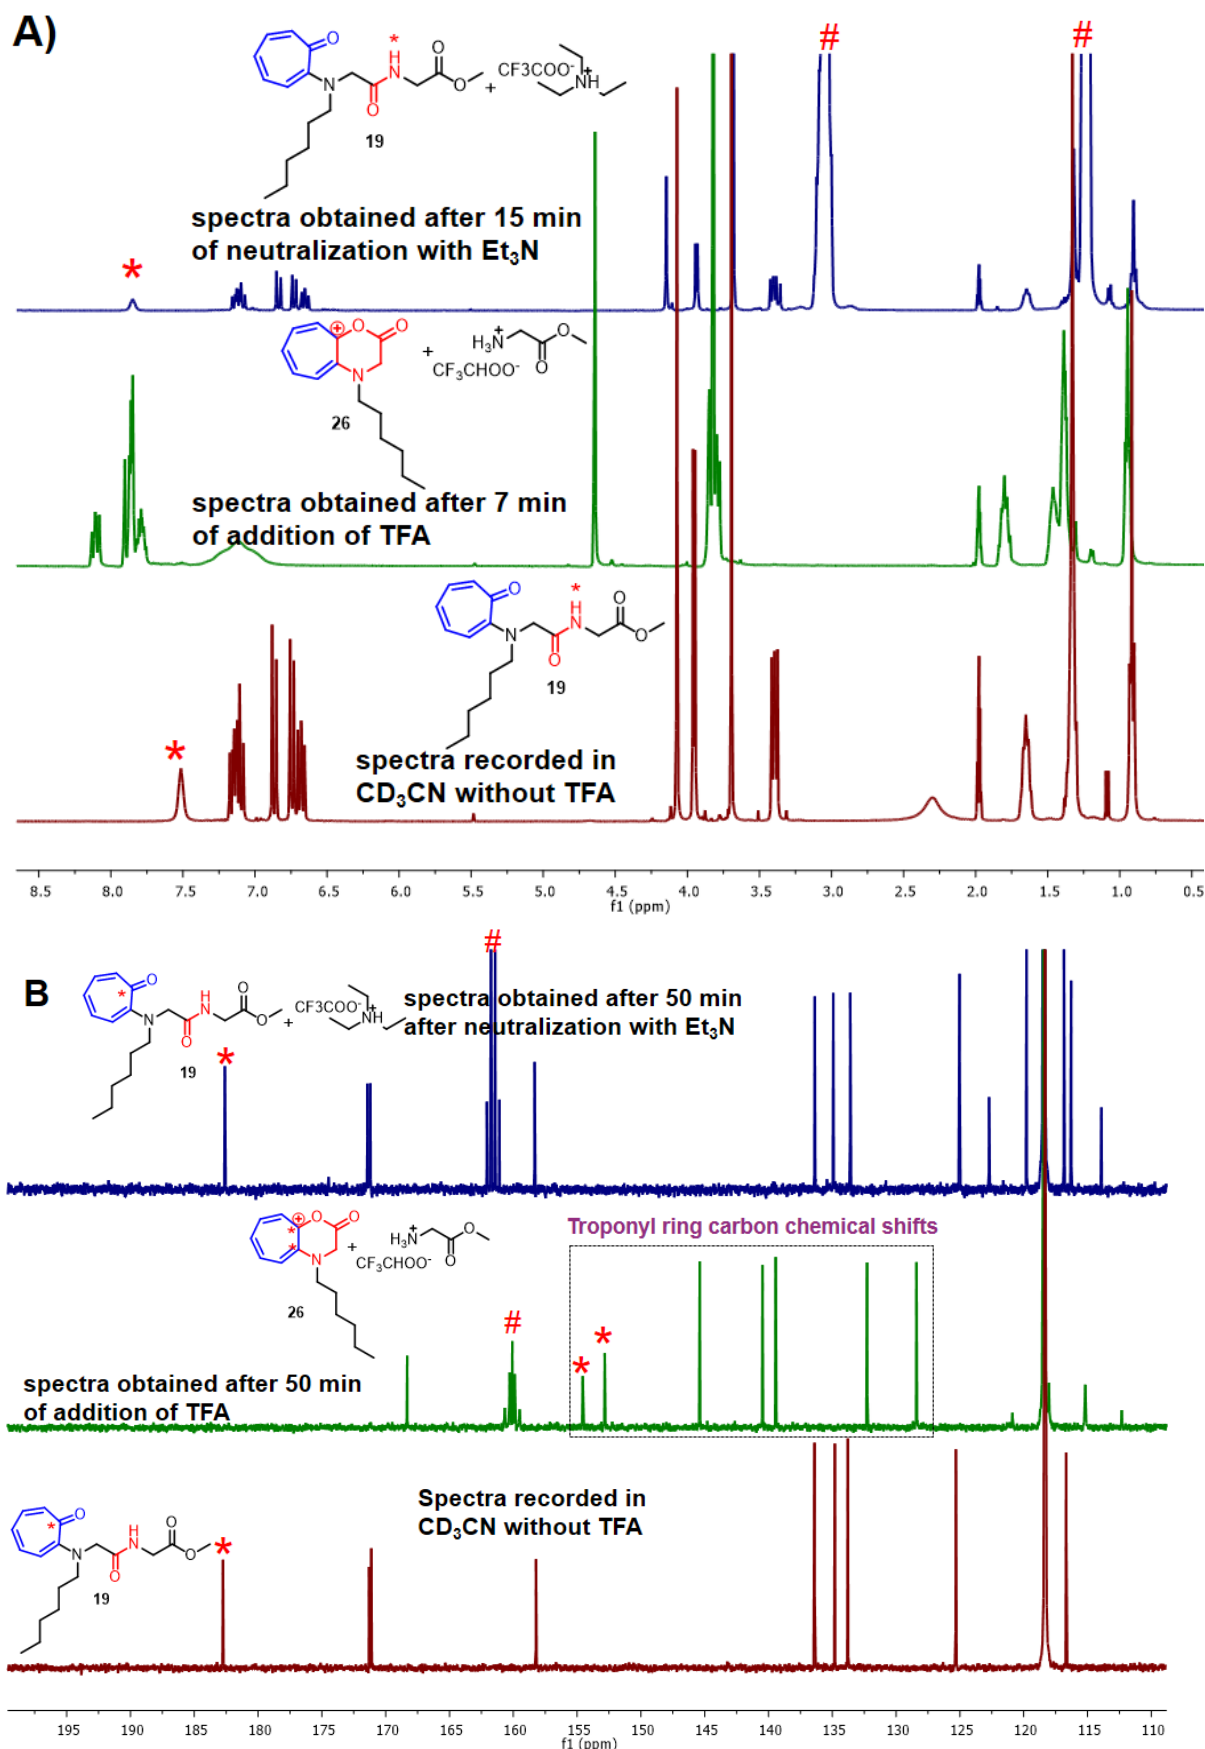 A)
#
#
O
*
H
N
O
N
O
O
+
CF3COO-
+
NH
19
spectra obtained after 15 min
of neutralization with Et3N
*
+
O
O
N
+
H3N+
O
O
CF3CHOO-
26
spectra obtained after 7 min
of addition of TFA
O
*
H
N
O
N
O
O
19
*
spectra recorded in
CD3CN without TFA
8.5 8.0 7.5 7.0 6.5 6.0 5.5 5.0 4.5 4.0 3.5 3.0 2.5 2.0 1.5 1.0 0.5
f1 (ppm)
B
#
O
*
H
N
O
N
O
O
+
CF3COO-
+
NH
spectra obtained after 50 min
after neutralization with Et3N
19
*
+
O
O
*
*
N
+
H3N+
O
O
CF3CHOO-
Troponyl ring carbon chemical shifts
26
#
*
*
spectra obtained after 50 min
of addition of TFA
Spectra recorded in
CD3CN without TFA
O
*
H
N
O
N
O
O
*
19
195 190 185 180 175 170 165 160 155 150 145 140 135 130 125 120 115 110
f1 (ppm)